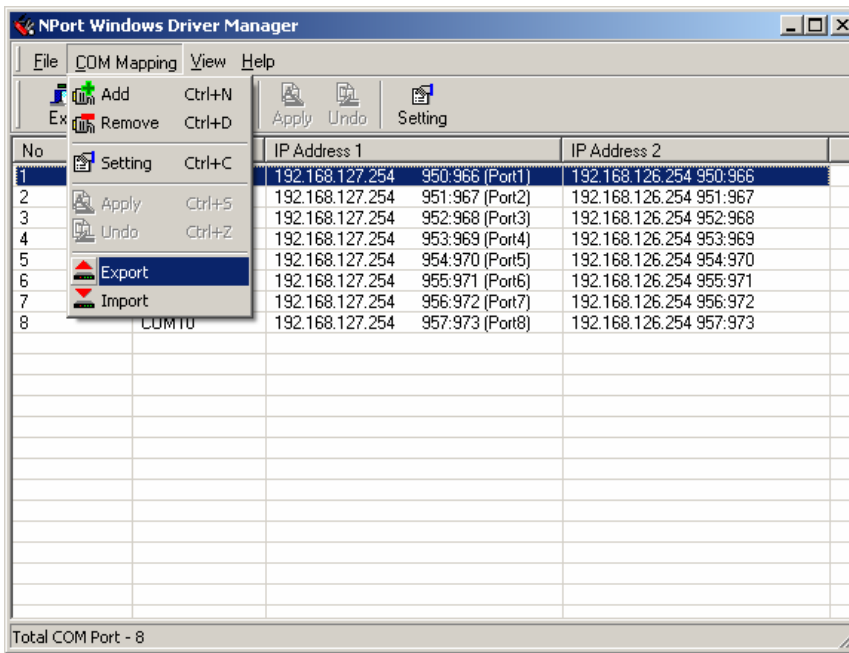 NPort Windows Driver Manager
File COM Mapping View Help
Add Ctrl+N
Remove Ctrl+D
Setting Ctrl+C
Apply Ctrl+S
Undo Ctrl+Z
Export
Import
Ex Apply Undo Setting
No IP Address 1 IP Address 2
1 192.168.127.254 950:966 (Port1) 192.168.126.254 950:966
2 192.168.127.254 951:967 (Port2) 192.168.126.254 951:967
3 192.168.127.254 952:968 (Port3) 192.168.126.254 952:968
4 192.168.127.254 953:969 (Port4) 192.168.126.254 953:969
5 192.168.127.254 954:970 (Port5) 192.168.126.254 954:970
6 192.168.127.254 955:971 (Port6) 192.168.126.254 955:971
7 192.168.127.254 956:972 (Port7) 192.168.126.254 956:972
8 COM10 192.168.127.254 957:973 (Port8) 192.168.126.254 957:973
Total COM Port - 8